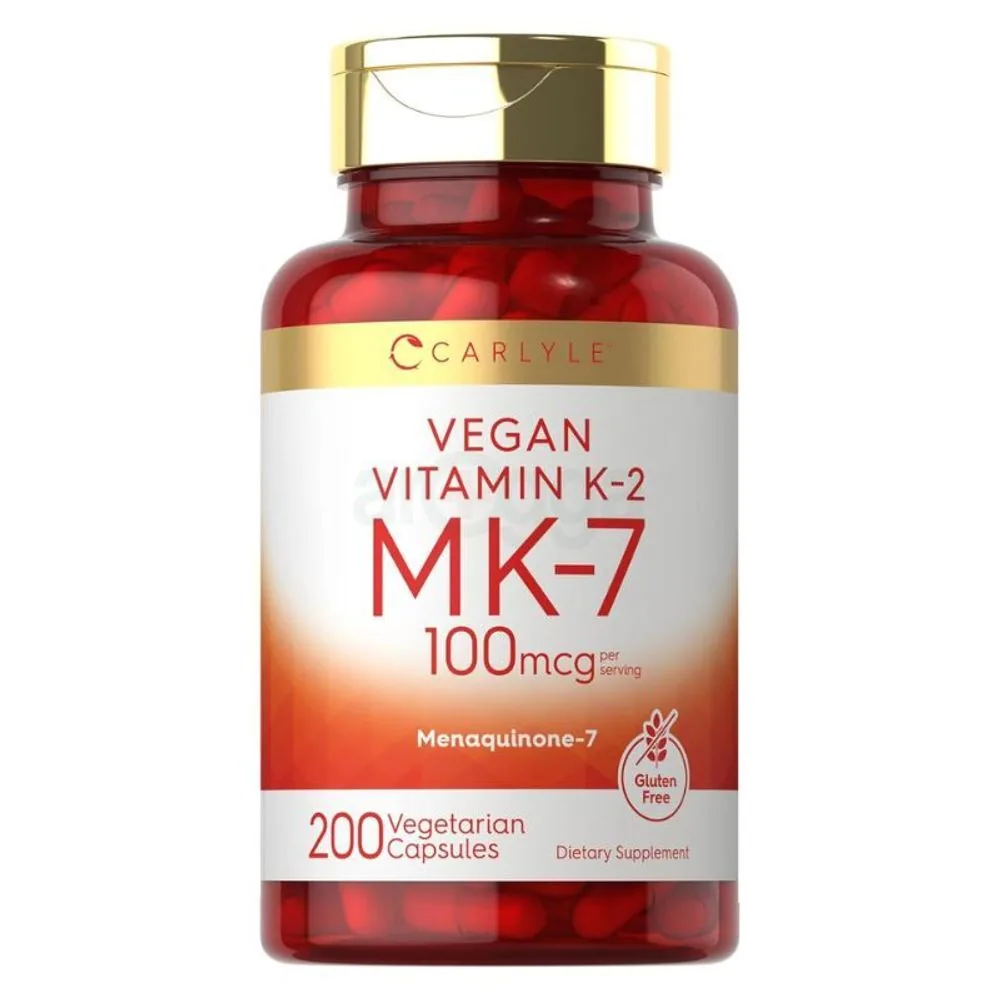 CARLYLE
VEGAN
VITAMIN K-2
MK-7
100mcg per serving
Menaquinone-7
Gluten
Free
200 Vegetarian
Capsules
Dietary Supplement